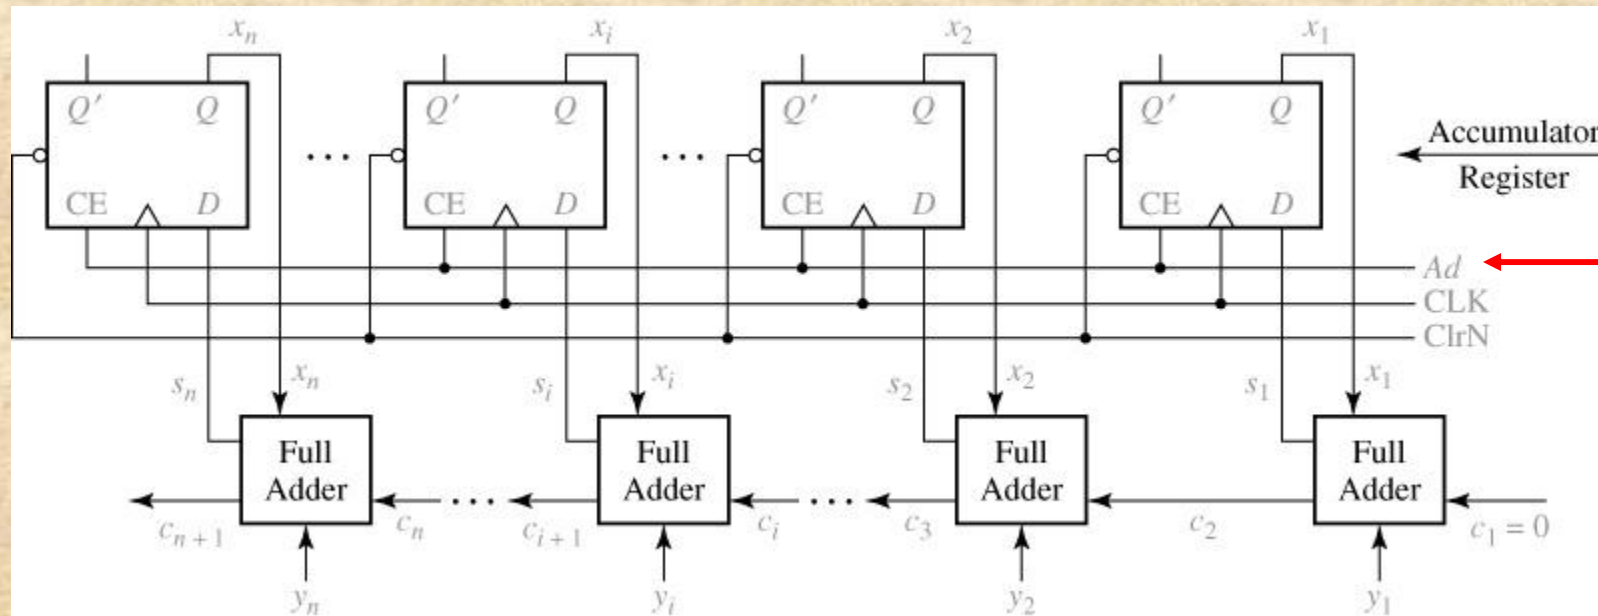 xₙ xᵢ x₂ x₁
Q′ Q Q′ Q Q′ Q Q′ Q
Accumulator
Register
··· ···
CE D CE D CE D CE D
Ad
CLK
ClrN
sₙ xₙ sᵢ xᵢ s₂ x₂ s₁ x₁
Full Full Full Full
Adder Adder Adder Adder
cₙ₊₁ cₙ ··· cᵢ₊₁ cᵢ ··· c₃ c₂ c₁ = 0
yₙ yᵢ y₂ y₁